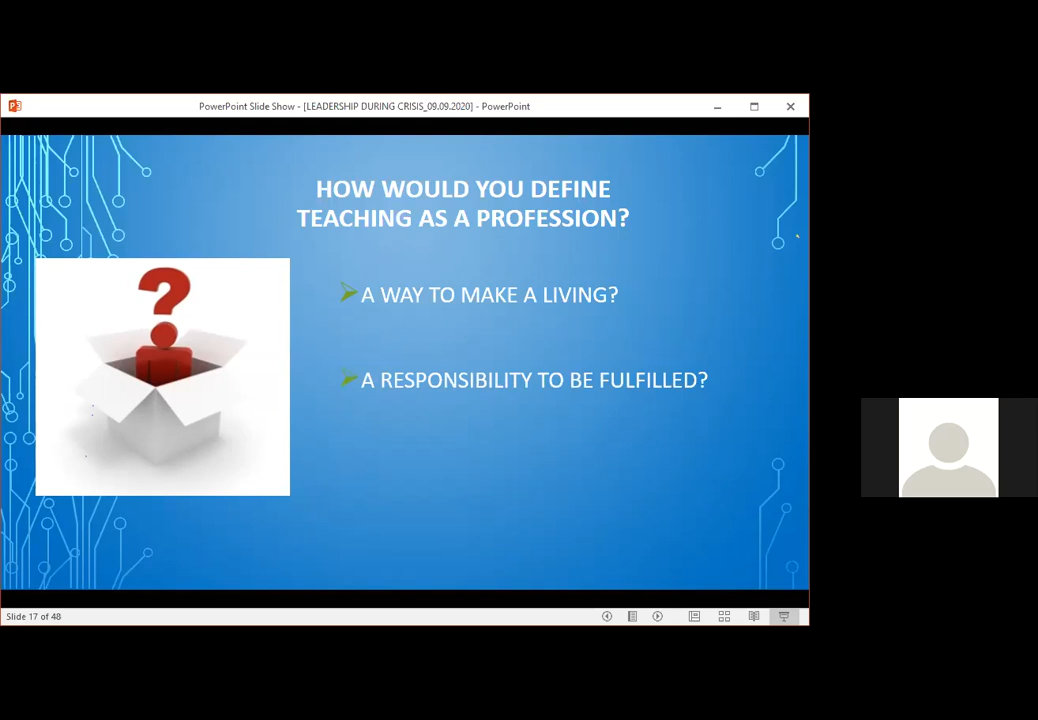 PowerPoint Slide Show - [LEADERSHIP DURING CRISIS_09.09.2020] - PowerPoint
HOW WOULD YOU DEFINE
TEACHING AS A PROFESSION?
A WAY TO MAKE A LIVING?
A RESPONSIBILITY TO BE FULFILLED?
Slide 17 of 48